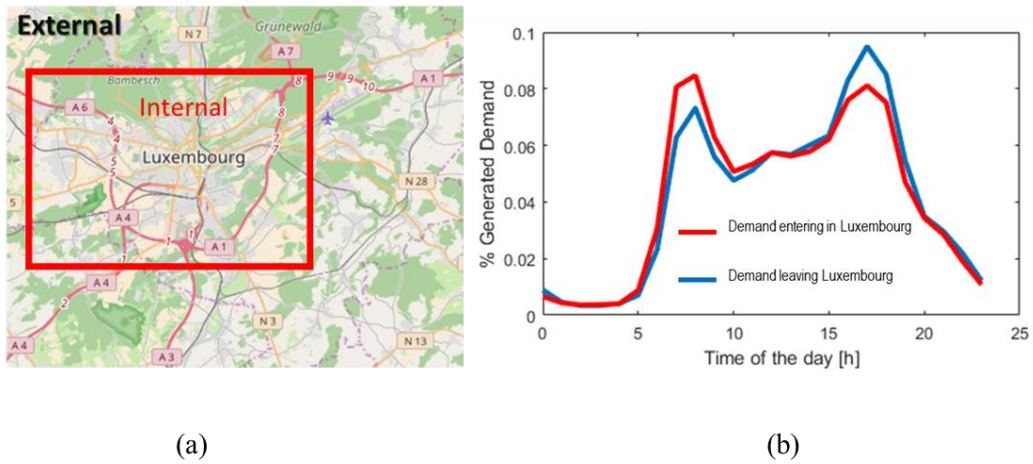 External
N 7
Grünewald
A 7
Bambesch
8
9
9
10
A 1
A 6
Internal
4
4
8
Luxembourg
7
7
5
5
N 28
5
A 4
1
1
A 1
1
A 4
2
N 3
N 13
A 4
A 3
(a)
0.1
0.08
0.06
0.04
0.02
0
% Generated Demand
Demand entering in Luxembourg
Demand leaving Luxembourg
0
5
10
15
20
25
Time of the day [h]
(b)